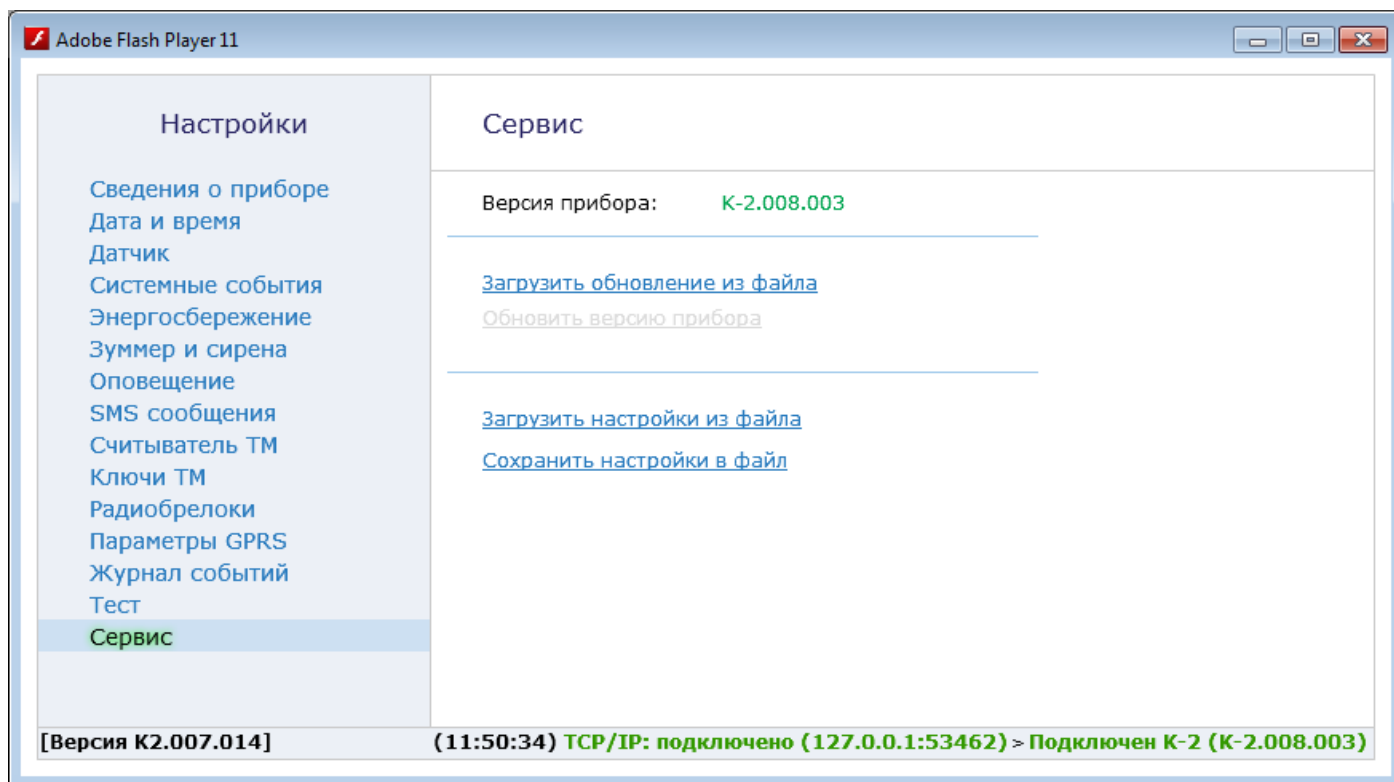 Adobe Flash Player 11
Настройки
Сведения о приборе
Дата и время
Датчик
Системные события
Энергосбережение
Зуммер и сирена
Оповещение
SMS сообщения
Считыватель ТМ
Ключи ТМ
Радиобрелоки
Параметры GPRS
Журнал событий
Тест
Сервис
Сервис
Версия прибора: К-2.008.003
Загрузить обновление из файла
Обновить версию прибора
Загрузить настройки из файла
Сохранить настройки в файл
[Версия К2.007.014] (11:50:34) TCP/IP: подключено (127.0.0.1:53462) > Подключен К-2 (К-2.008.003)